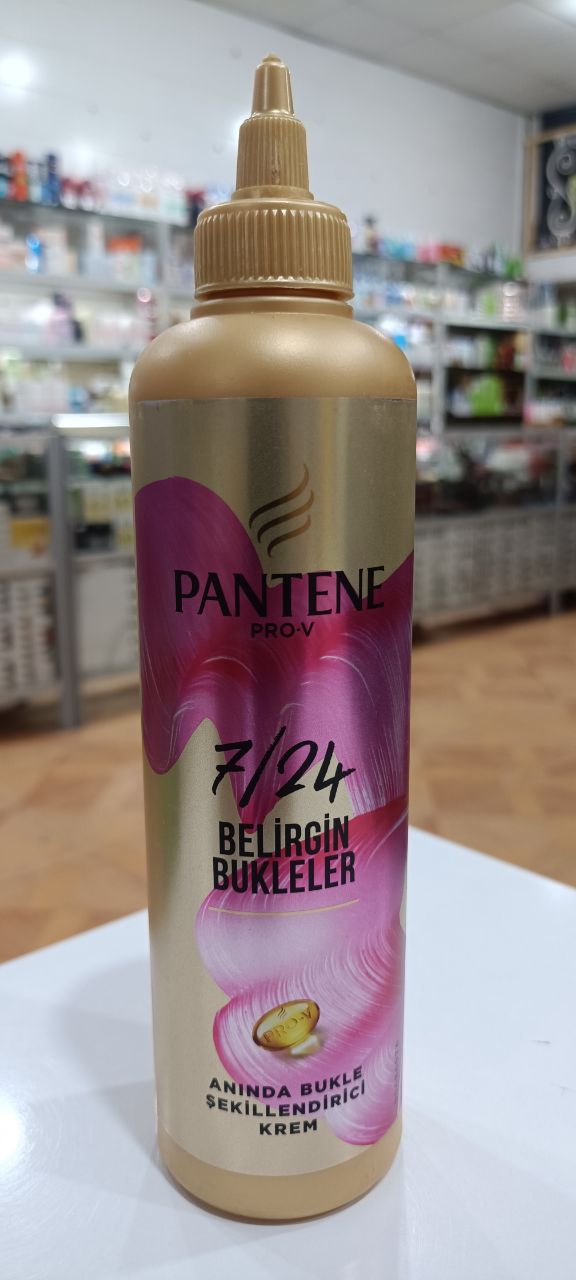 PANTENE
PRO-V
7/24
BELİRGİN
BUKLELER
PRO-V
ANINDA BUKLE
ŞEKİLLENDİRİCİ
KREM